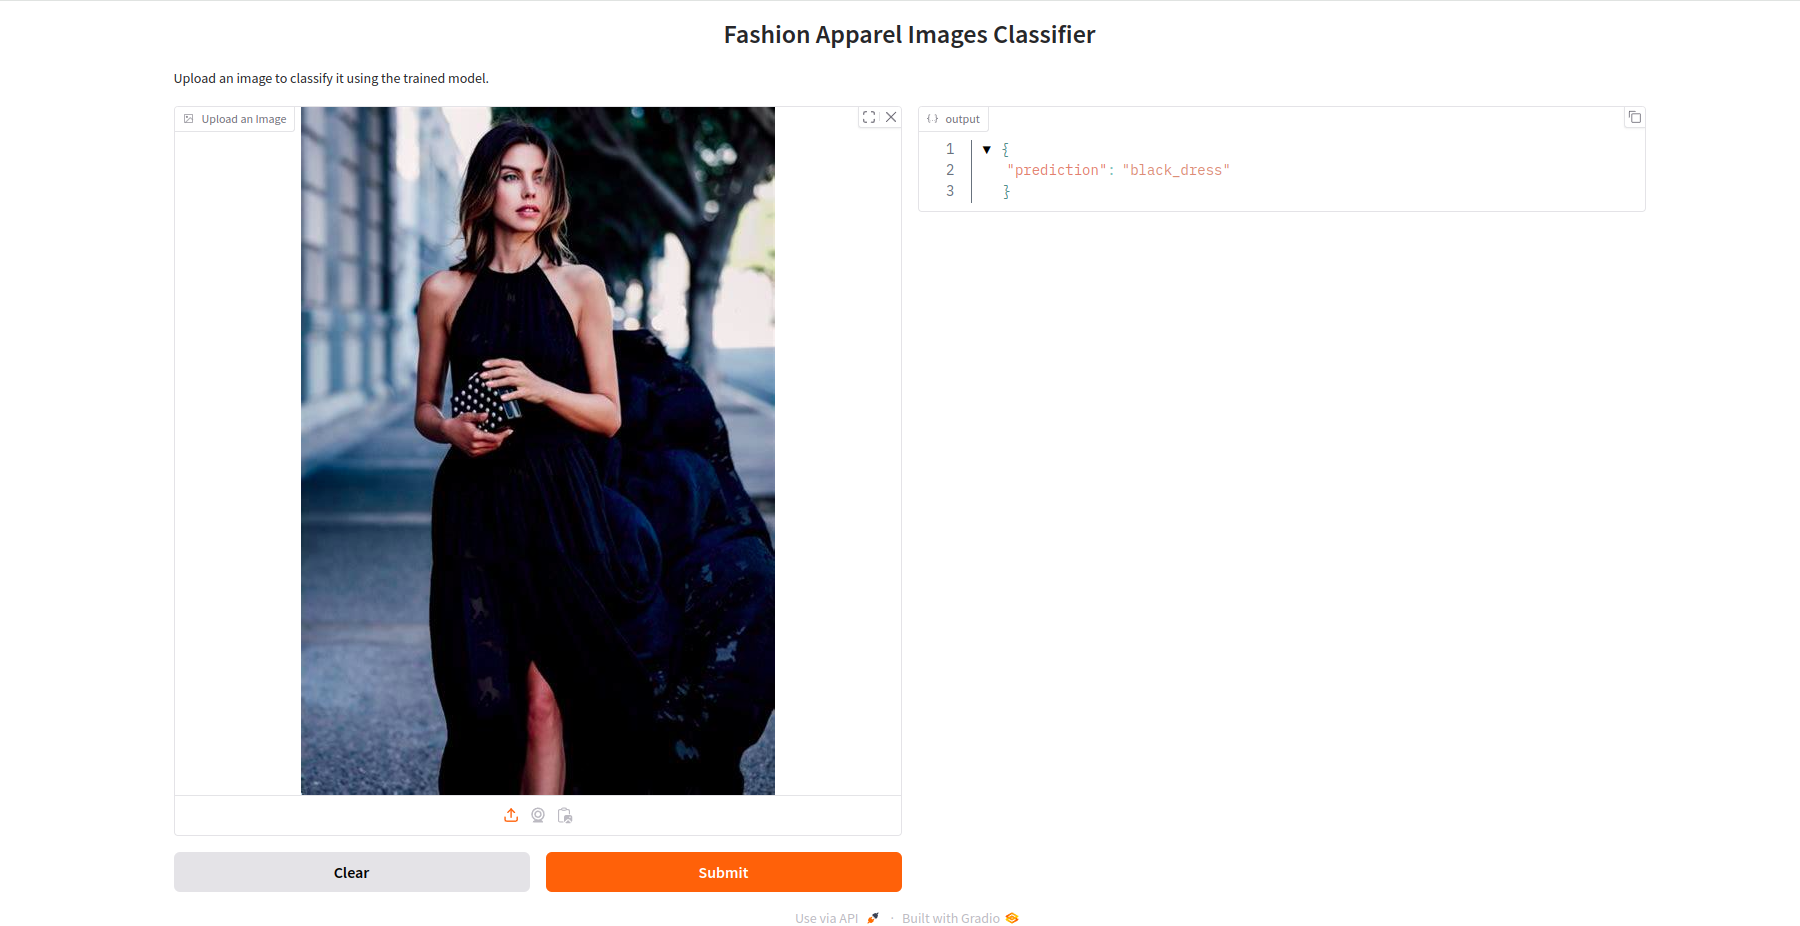 Fashion Apparel Images Classifier
Upload an image to classify it using the trained model.
Upload an Image
output
1 {
2 "prediction": "black_dress"
3 }
Clear
Submit
Use via API · Built with Gradio